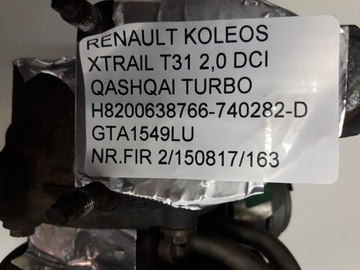 RENAULT KOLEOS
XTRAIL T31 2,0 DCI
QASHQAI TURBO
H8200638766-740282-D
GTA1549LU
NR.FIR 2/150817/163